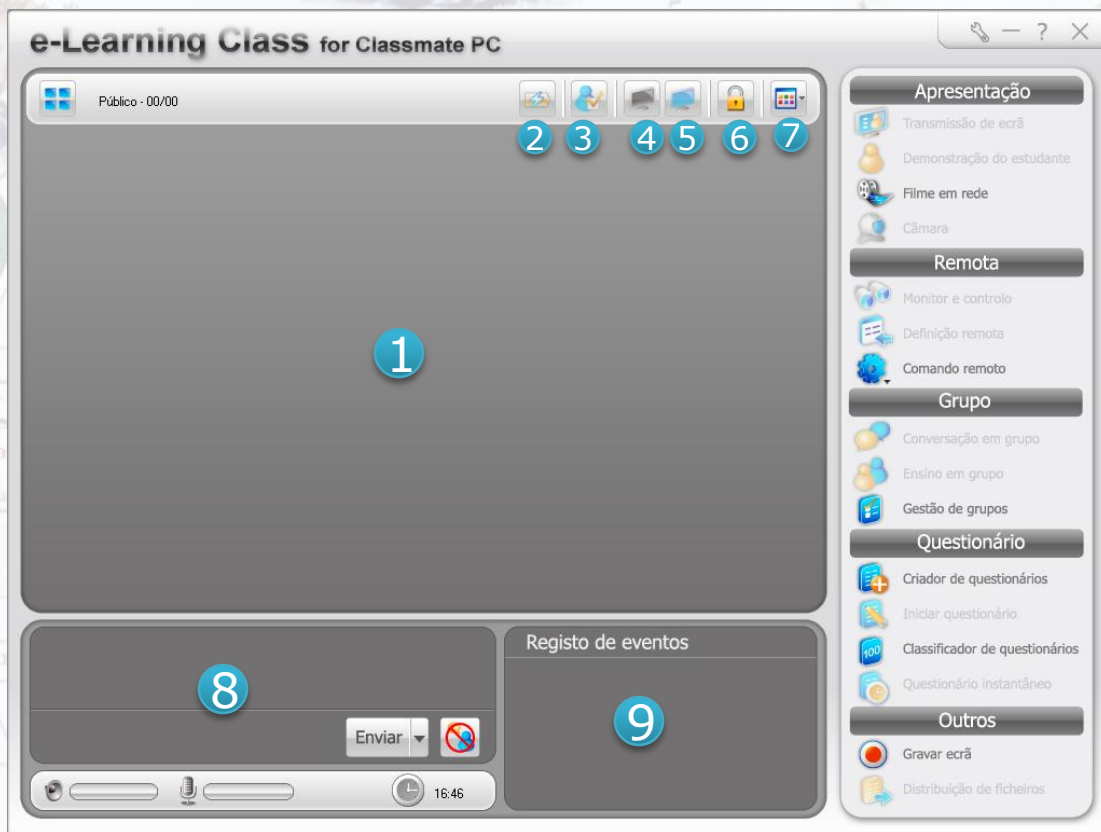 e-Learning Class for Classmate PC
Público - 00/00
2 3 4 5 6 7
1
8
Enviar
16:46
Registo de eventos
9
Apresentação
Transmissão de ecrã
Demonstração do estudante
Filme em rede
Câmara
Remota
Monitor e controlo
Definição remota
Comando remoto
Grupo
Conversação em grupo
Ensino em grupo
Gestão de grupos
Questionário
Criador de questionários
Iniciar questionário
100
Classificador de questionários
Questionário instantâneo
Outros
Gravar ecrã
Distribuição de ficheiros